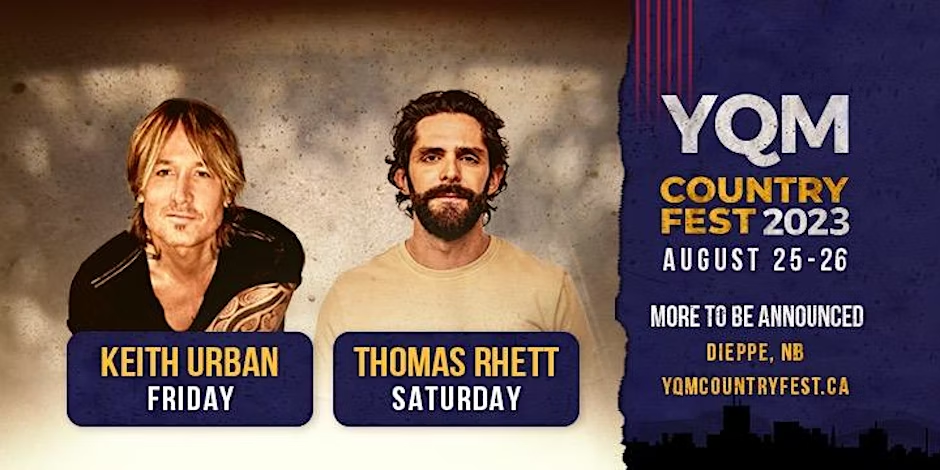 KEITH URBAN
FRIDAY
THOMAS RHETT
SATURDAY
YQM
COUNTRY
FEST 2023
AUGUST 25-26
MORE TO BE ANNOUNCED
DIEPPE, NB
YQMCOUNTRYFEST.CA